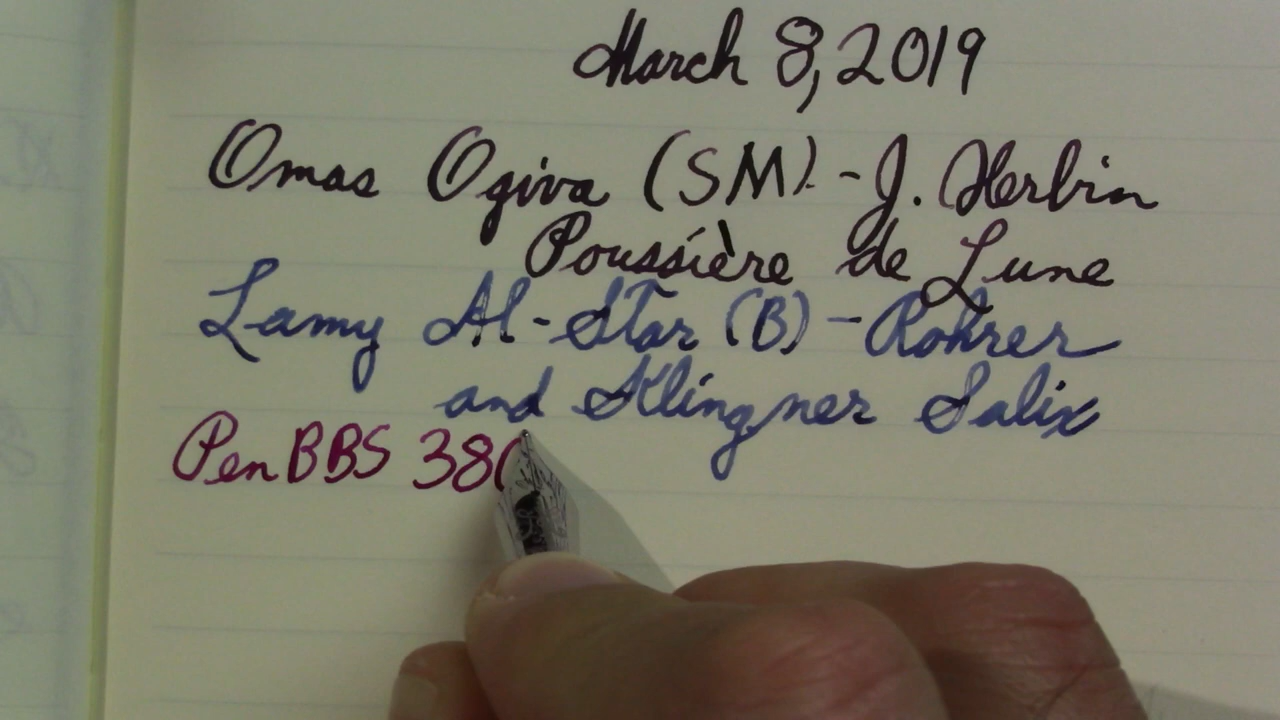 March 8, 2019
Omas Ogiva (SM) - J. Herbin
Poussière de Lune
Lamy Al-Star (B) - Rohrer
and Klingner Salix
PenBBS 38